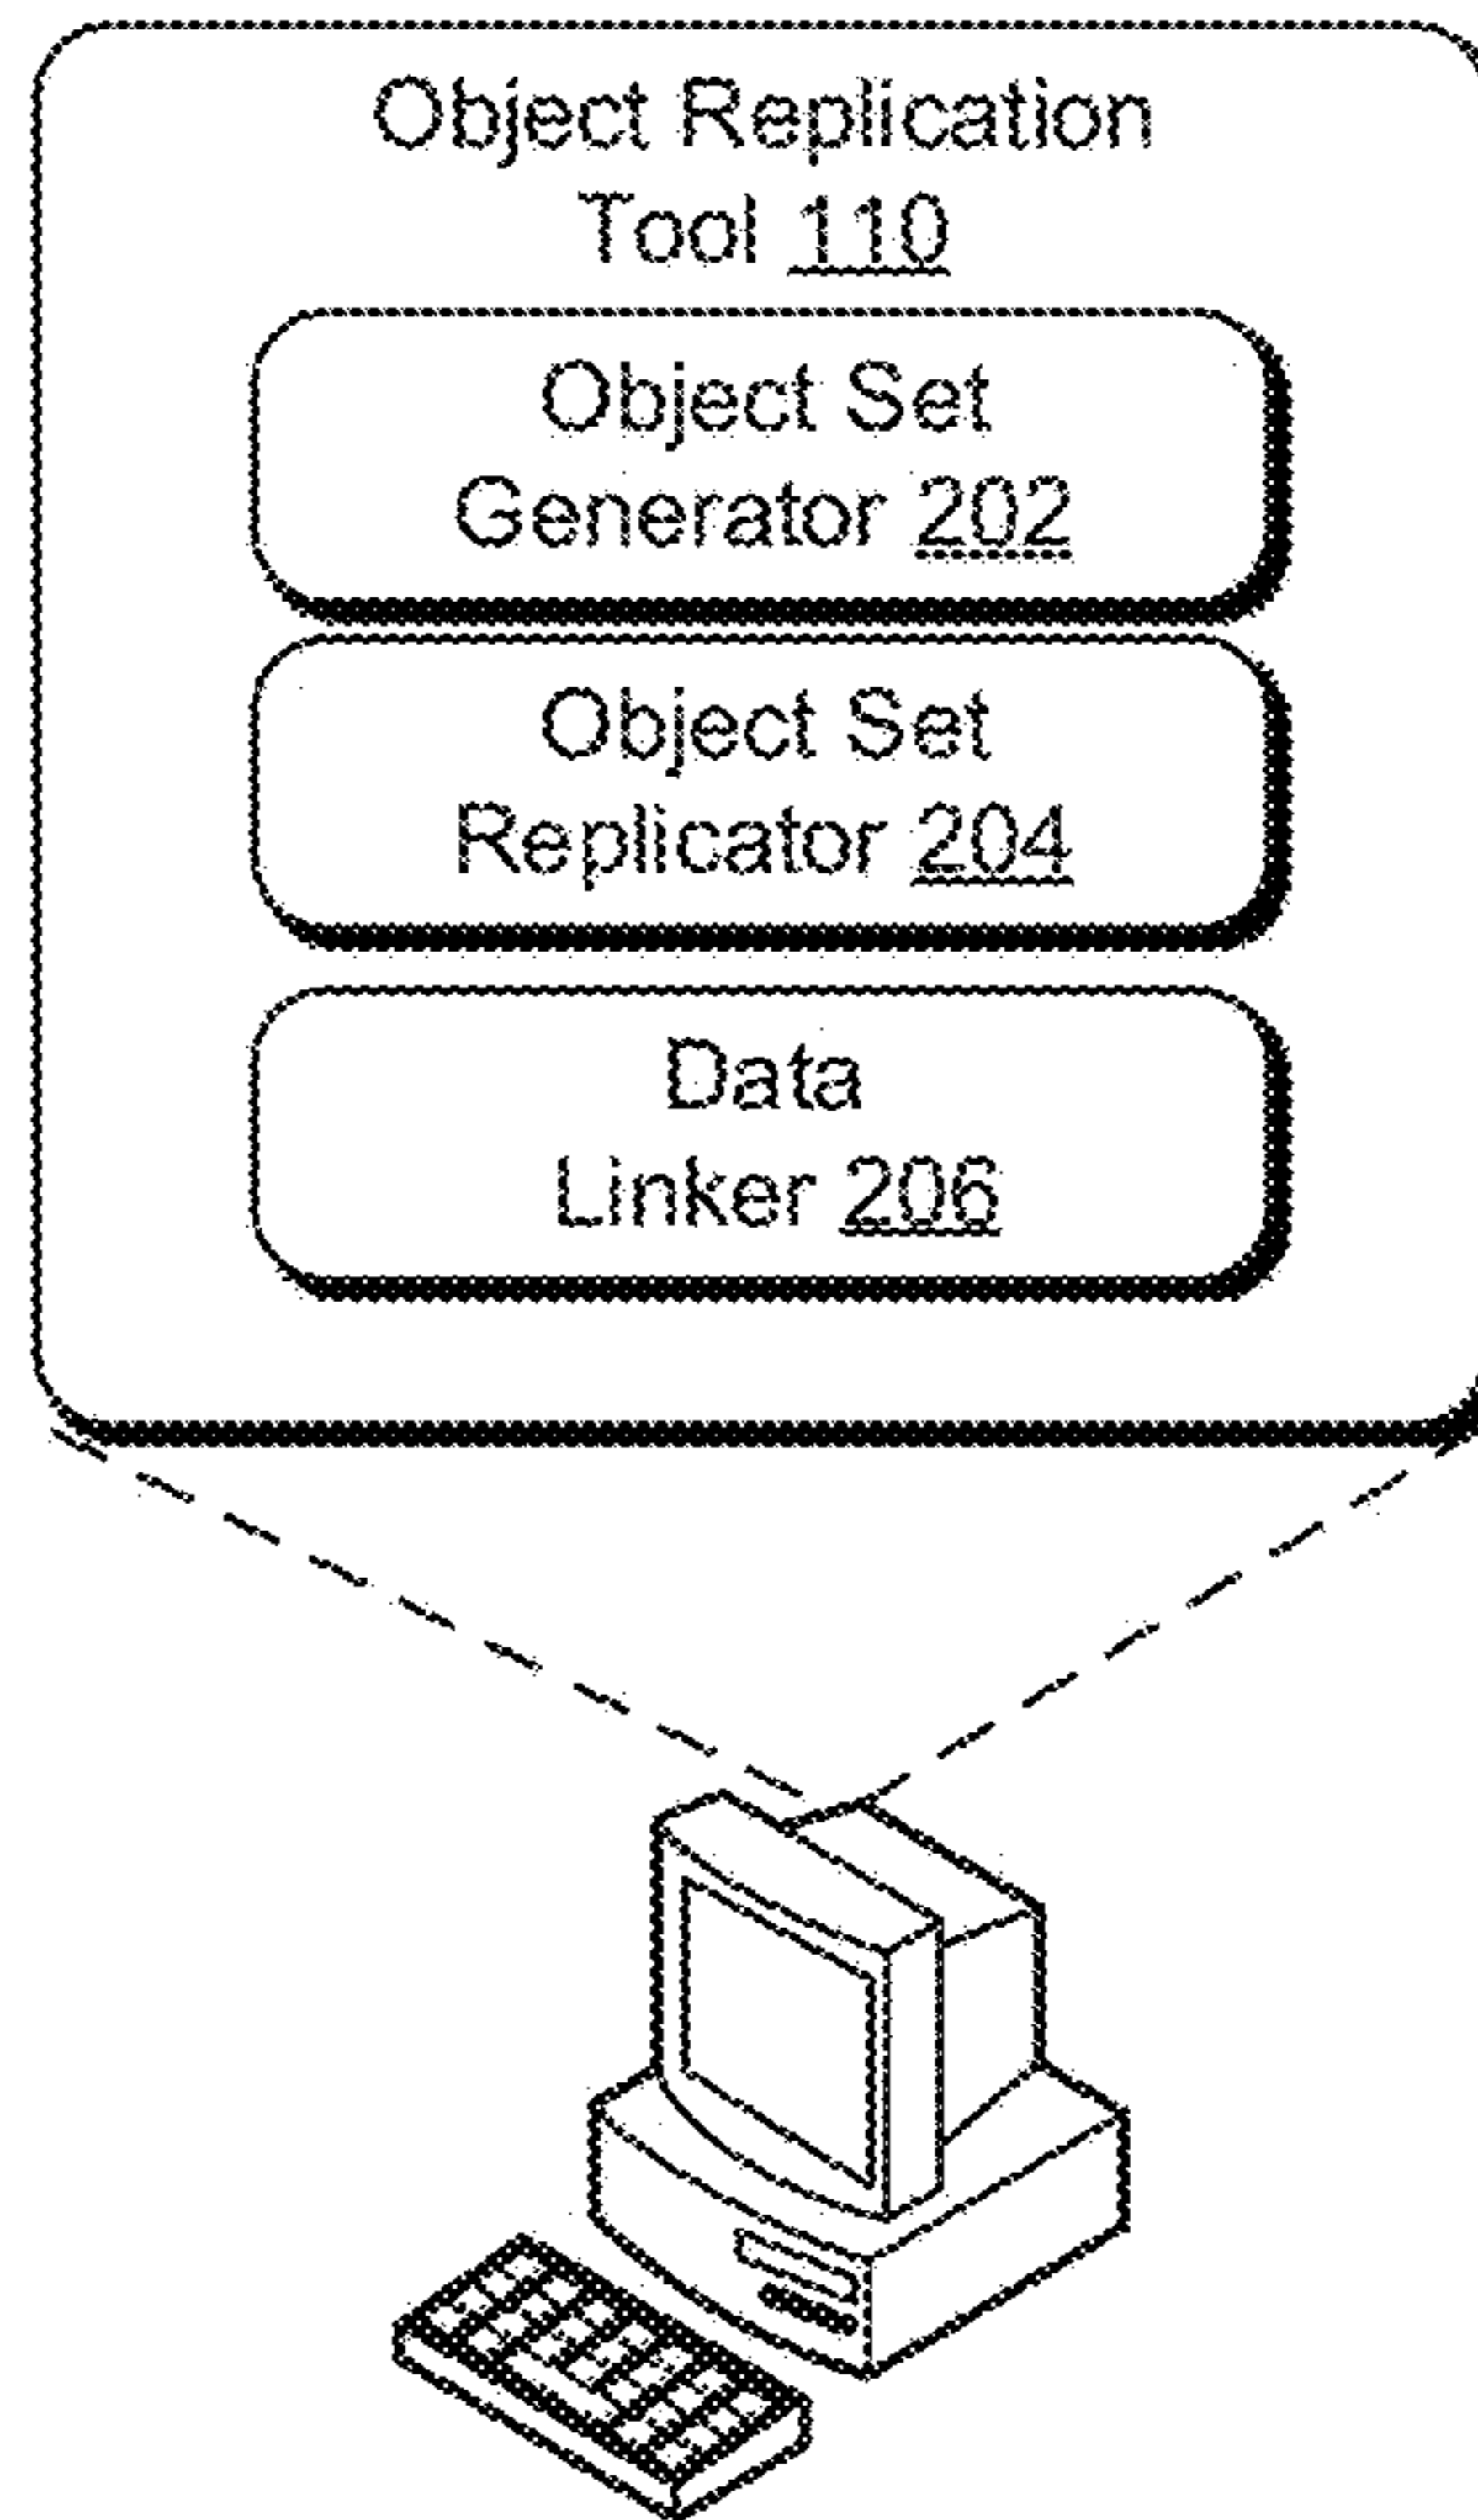 Object Replication
Tool 110
Object Set
Generator 202
Object Set
Replicator 204
Data
Linker 206